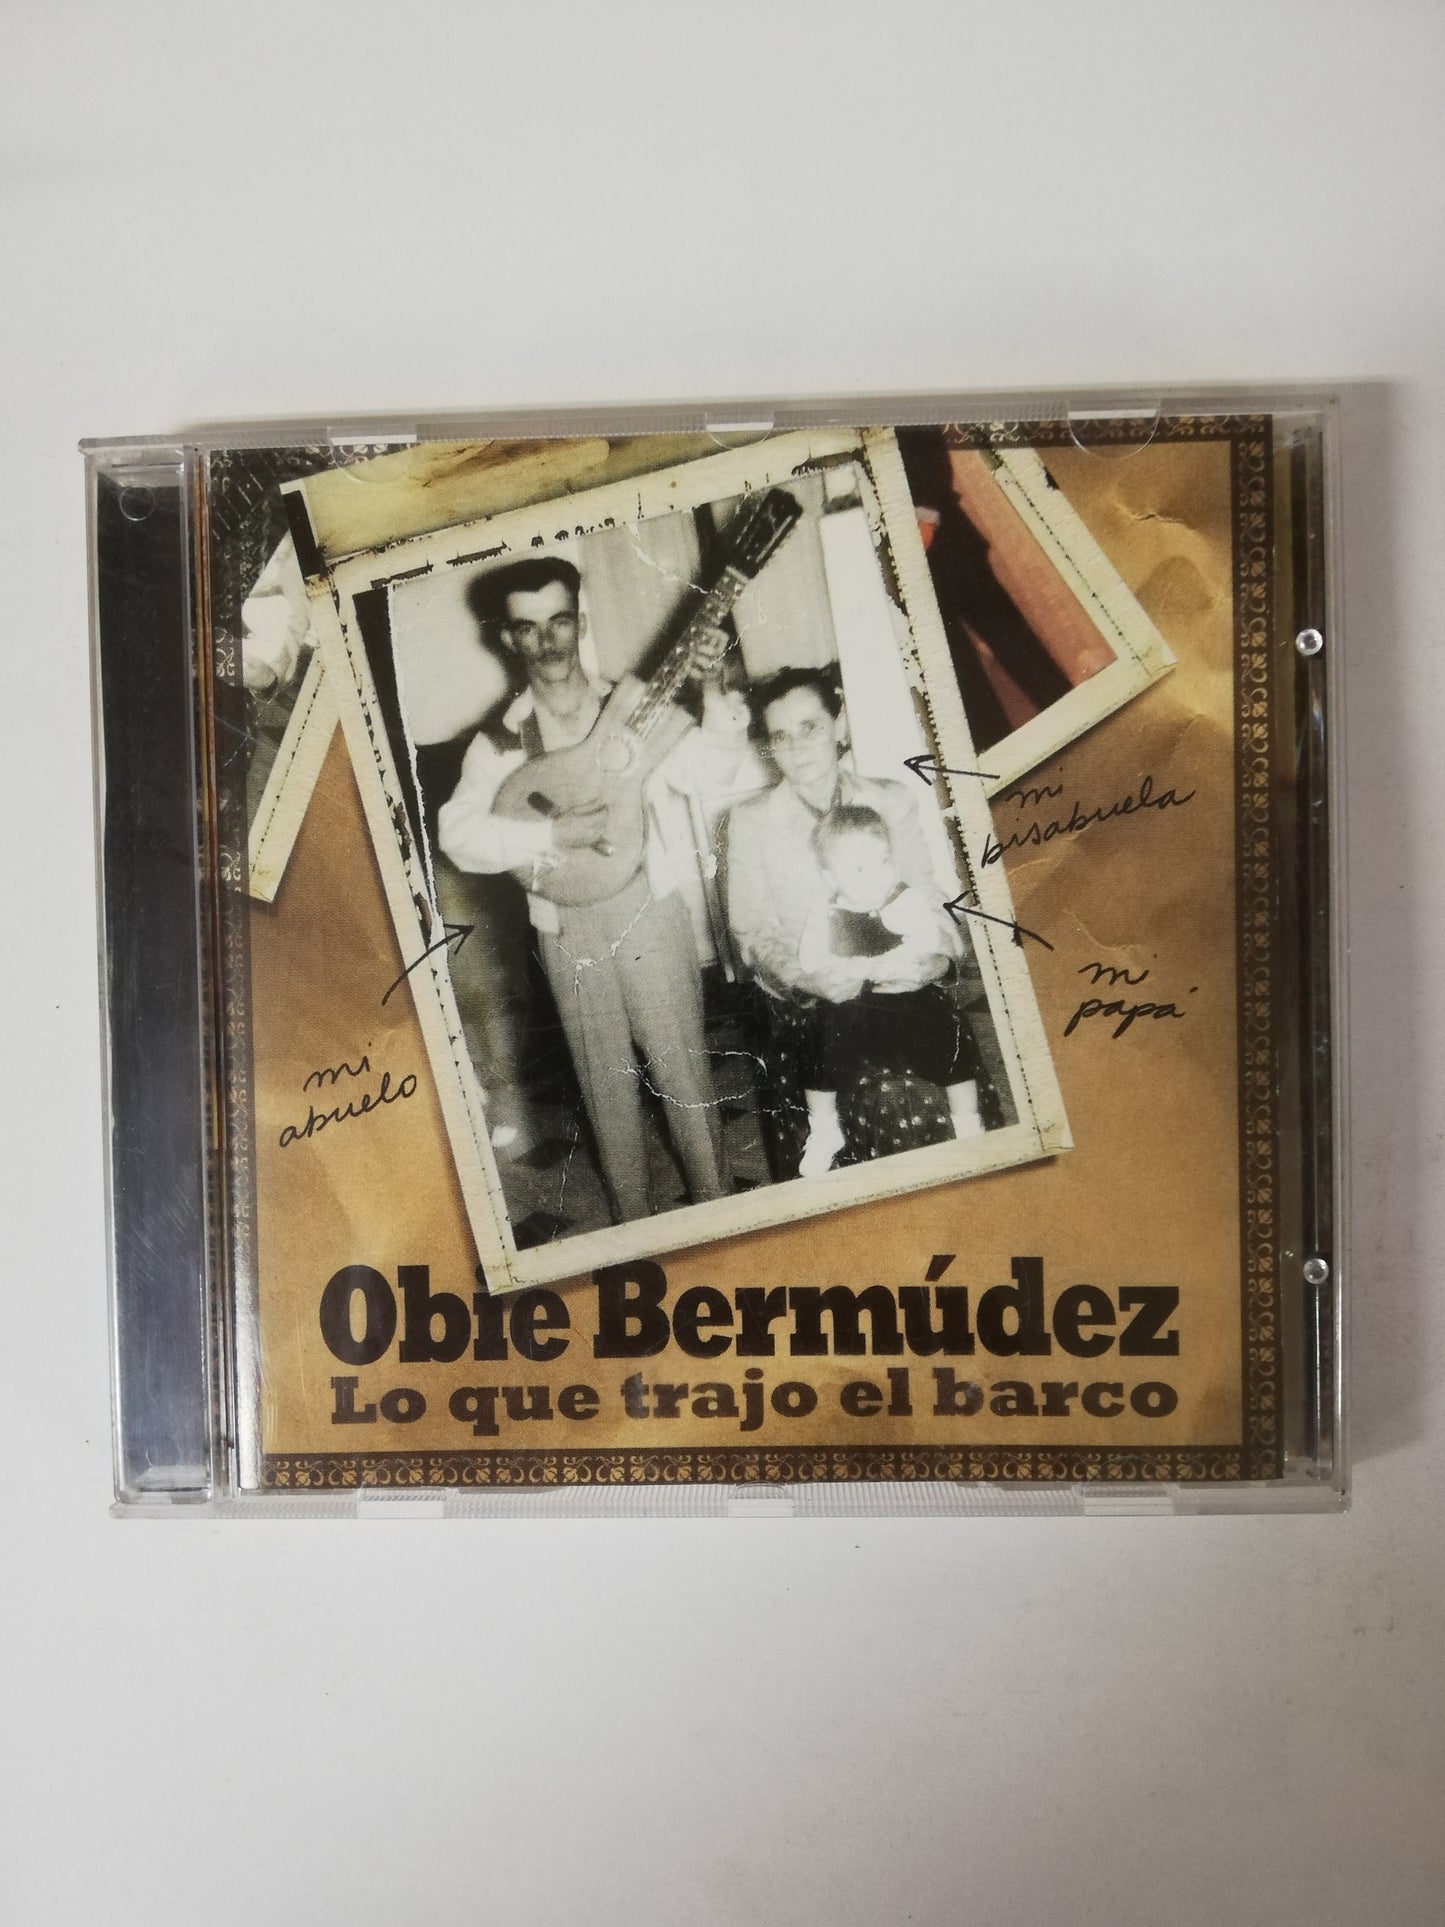 mi
bisabuela
mi
papá
mi
abuelo
Obie Bermúdez
Lo que trajo el barco